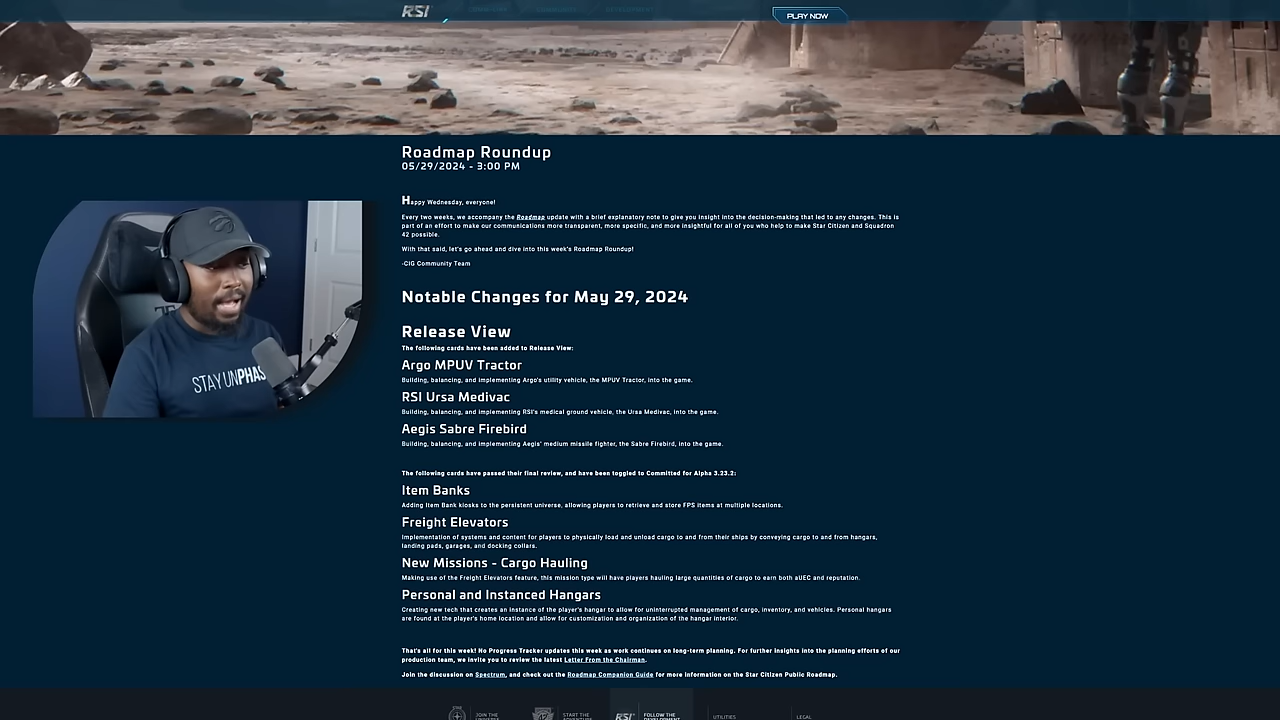 RSI
PLAY NOW
Roadmap Roundup
05/29/2024 - 3:00 PM
Happy Wednesday, everyone!
Every two weeks, we accompany the Roadmap update with a brief explanatory note to give you insight into the decision-making that led to any changes. This is
part of an effort to make our communications more transparent, more specific, and more insightful for all of you who help to make Star Citizen and Squadron
42 possible.
With that said, let's go ahead and dive into this week's Roadmap Roundup!
-CIG Community Team
STAY UNPHAS
Notable Changes for May 29, 2024
Release View
The following cards have been added to Release View:
Argo MPUV Tractor
Building, balancing, and implementing Argo's utility vehicle, the MPUV Tractor, into the game.
RSI Ursa Medivac
Building, balancing, and implementing RSI's medical ground vehicle, the Ursa Medivac, into the game.
Aegis Sabre Firebird
Building, balancing, and implementing Aegis' medium missile fighter, the Sabre Firebird, into the game.
The following cards have passed their final review, and have been toggled to Committed for Alpha 3.23.2:
Item Banks
Adding Item Bank kiosks to the persistent universe, allowing players to retrieve and store FPS items at multiple locations.
Freight Elevators
Implementation of systems and content for players to physically load and unload cargo to and from their ships by conveying cargo to and from hangars,
landing pads, garages, and docking collars.
New Missions - Cargo Hauling
Making use of the Freight Elevators feature, this mission type will have players hauling large quantities of cargo to earn both aUEC and reputation.
Personal and Instanced Hangars
Creating new tech that creates an instance of the player's hangar to allow for uninterrupted management of cargo, inventory, and vehicles. Personal hangars
are found at the player's home location and allow for customization and organization of the hangar interior.
That's all for this week! No Progress Tracker updates this week as work continues on long-term planning. For further insights into the planning efforts of our
production team, we invite you to review the latest Letter From the Chairman.
Join the discussion on Spectrum, and check out the Roadmap Companion Guide for more information on the Star Citizen Public Roadmap.
JOIN THE
START THE
RSI
FOLLOW THE
UTILITIES
LEGAL